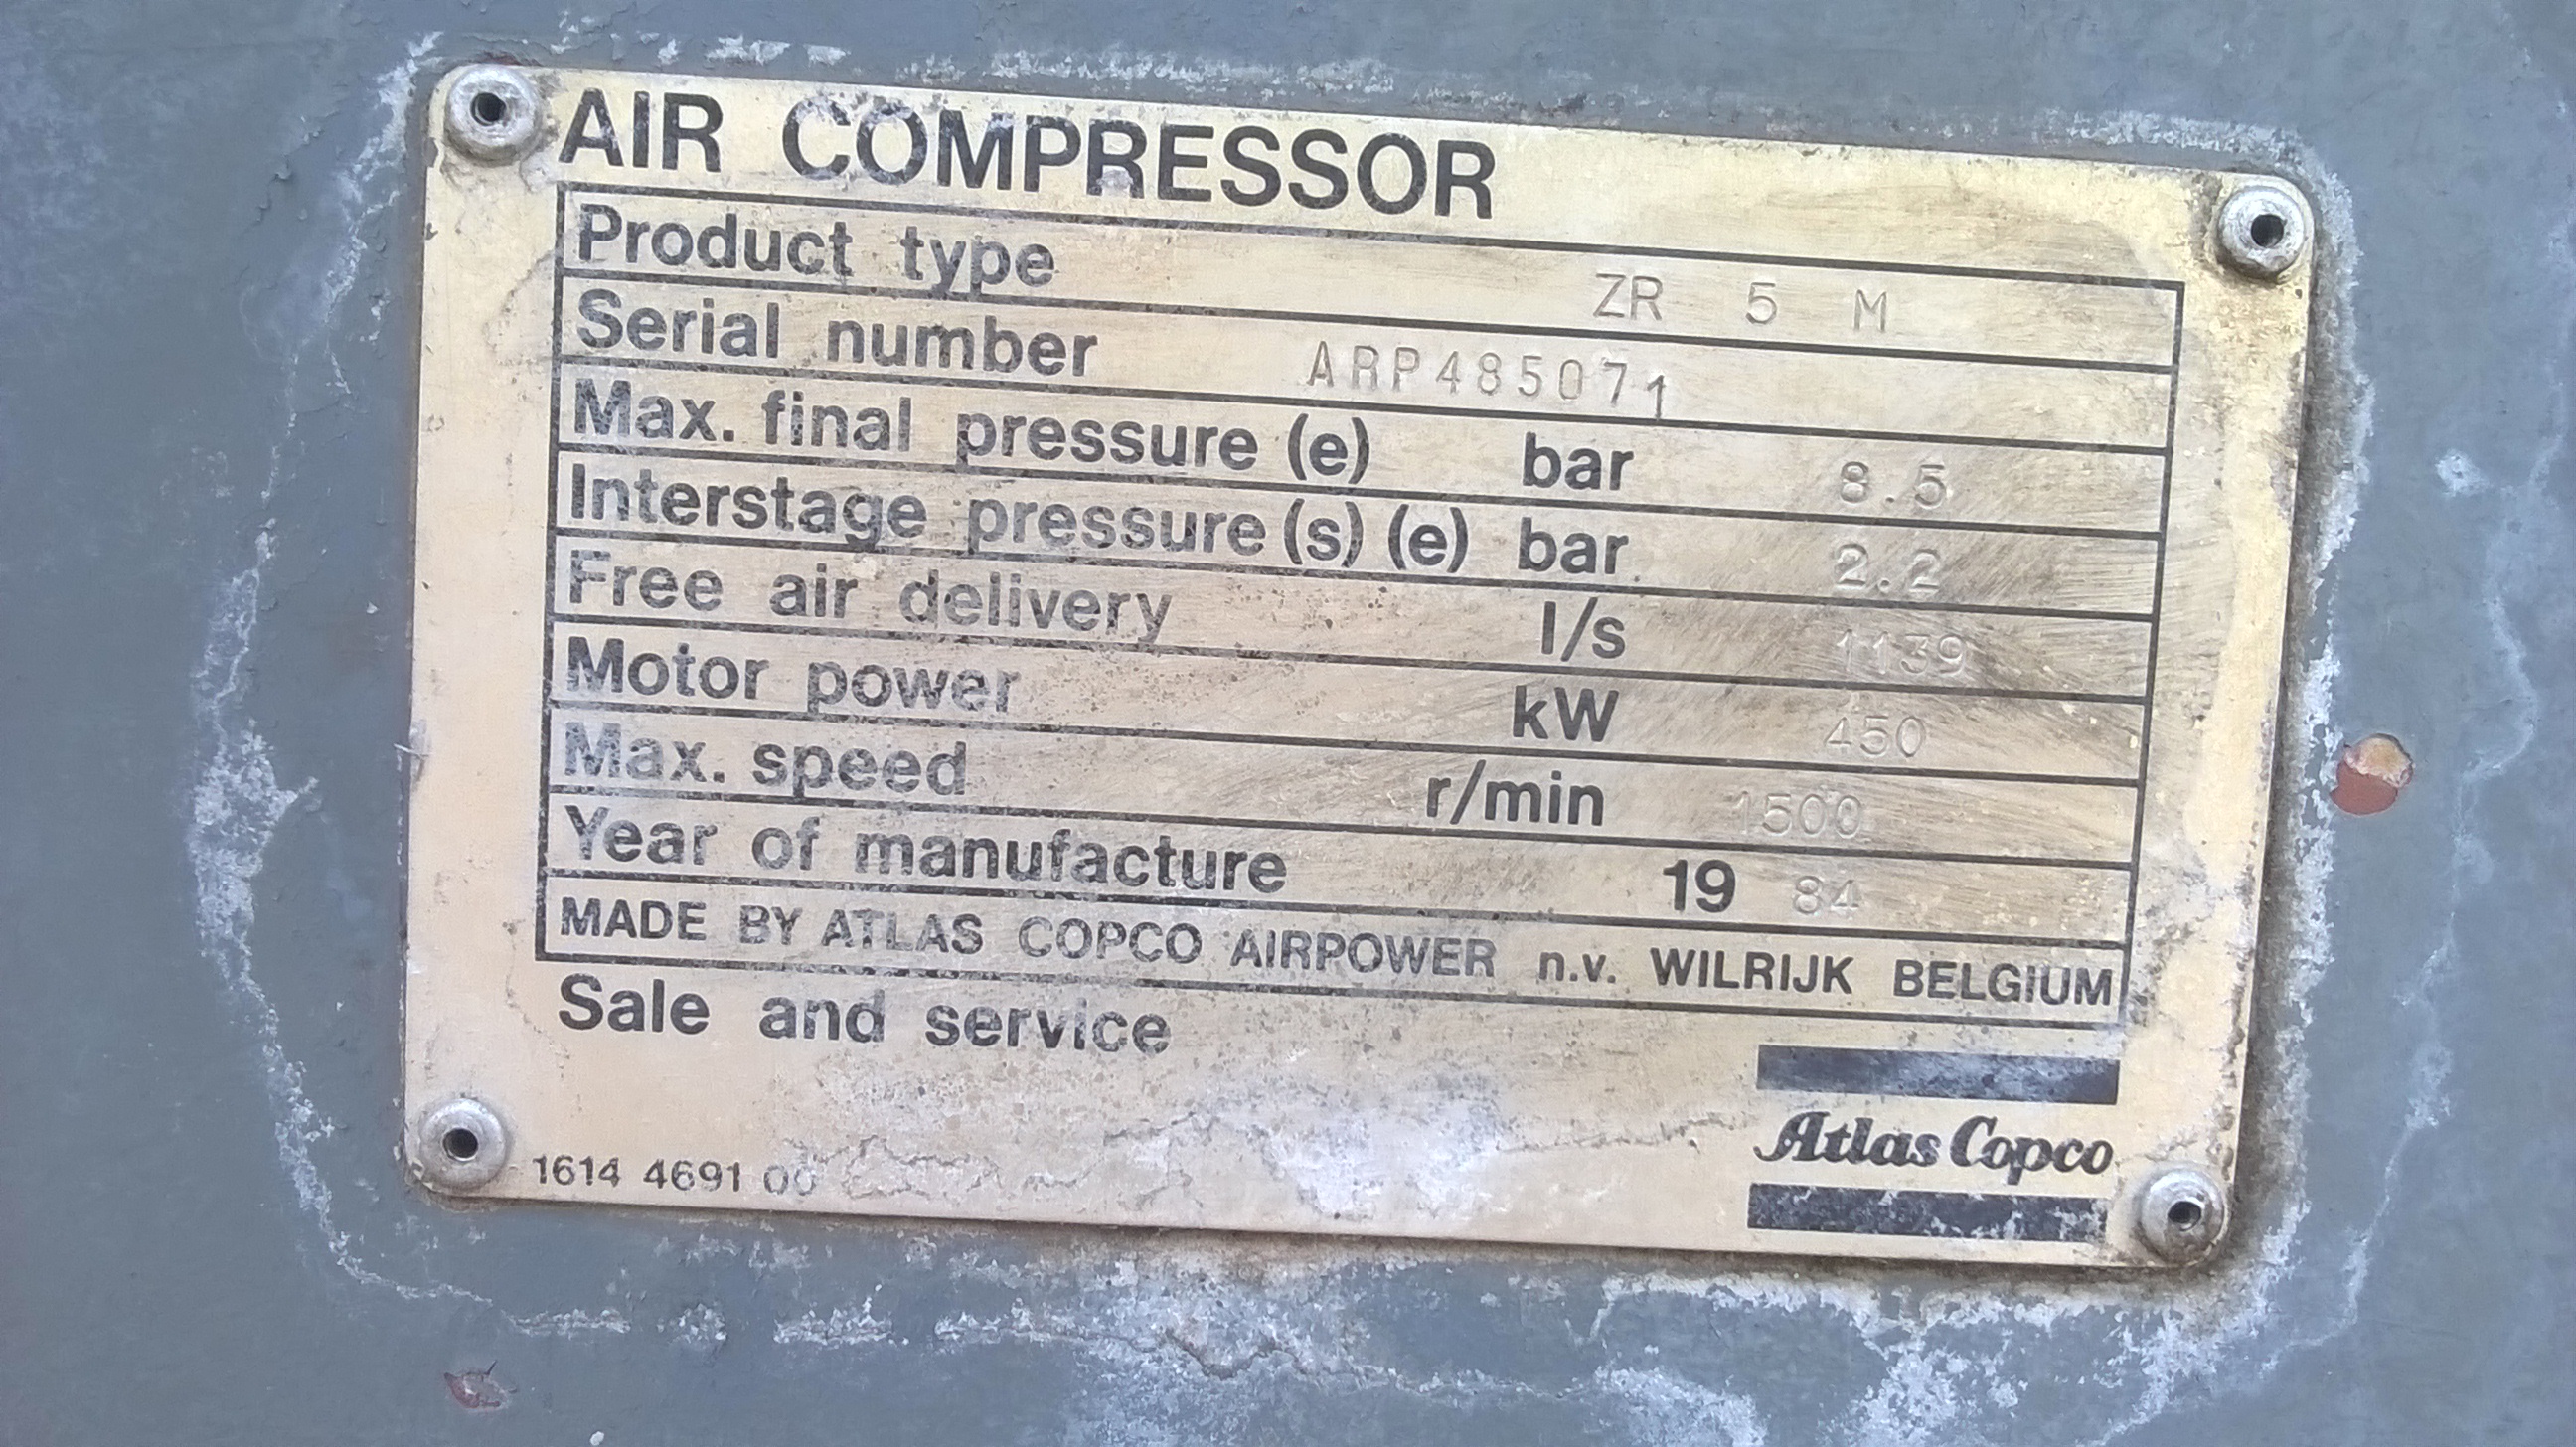 AIR COMPRESSOR
Product type ZR 5 M
Serial number ARP485071
Max. final pressure (e) bar 8.5
Interstage pressure (s) (e) bar 2.2
Free air delivery l/s 1139
Motor power kW 450
Max. speed r/min 1500
Year of manufacture 19 84
MADE BY ATLAS COPCO AIRPOWER n.v. WILRIJK BELGIUM
Sale and service
Atlas Copco
1614 4691 00